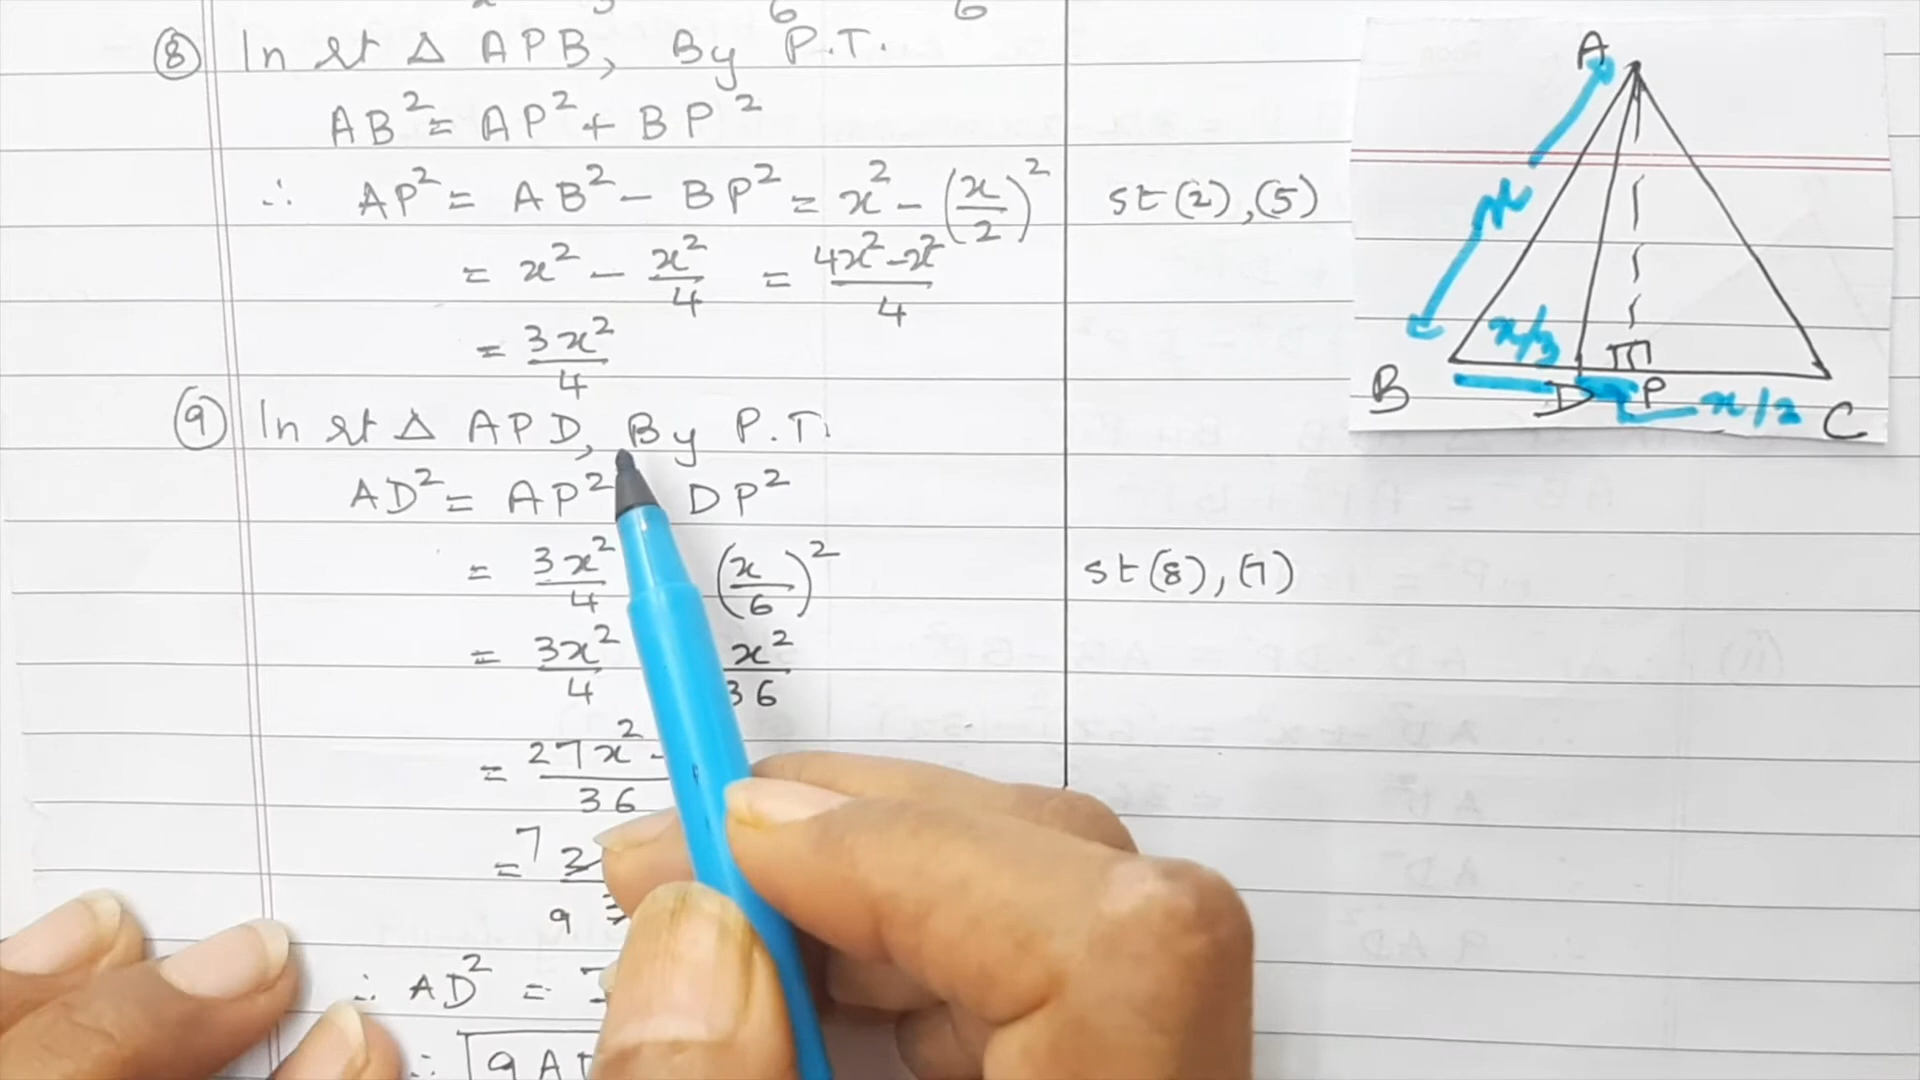 ⑧ In rt △ APB, By P.T.
AB² = AP² + BP²
∴ AP² = AB² - BP² = x² - (x/2)² st(2),(5)
= x² - x²/4 = 4x²-x²/4
= 3x²/4
⑨ In rt △ APD, By P.T.
AD² = AP² DP²
= 3x²/4 (x/6)² st(8),(7)
= 3x²/4 x²/36
= 27x² -/36
= 7
9
∴ AD² =
∴ 9A
A
x
x/3
B D P x/2 C